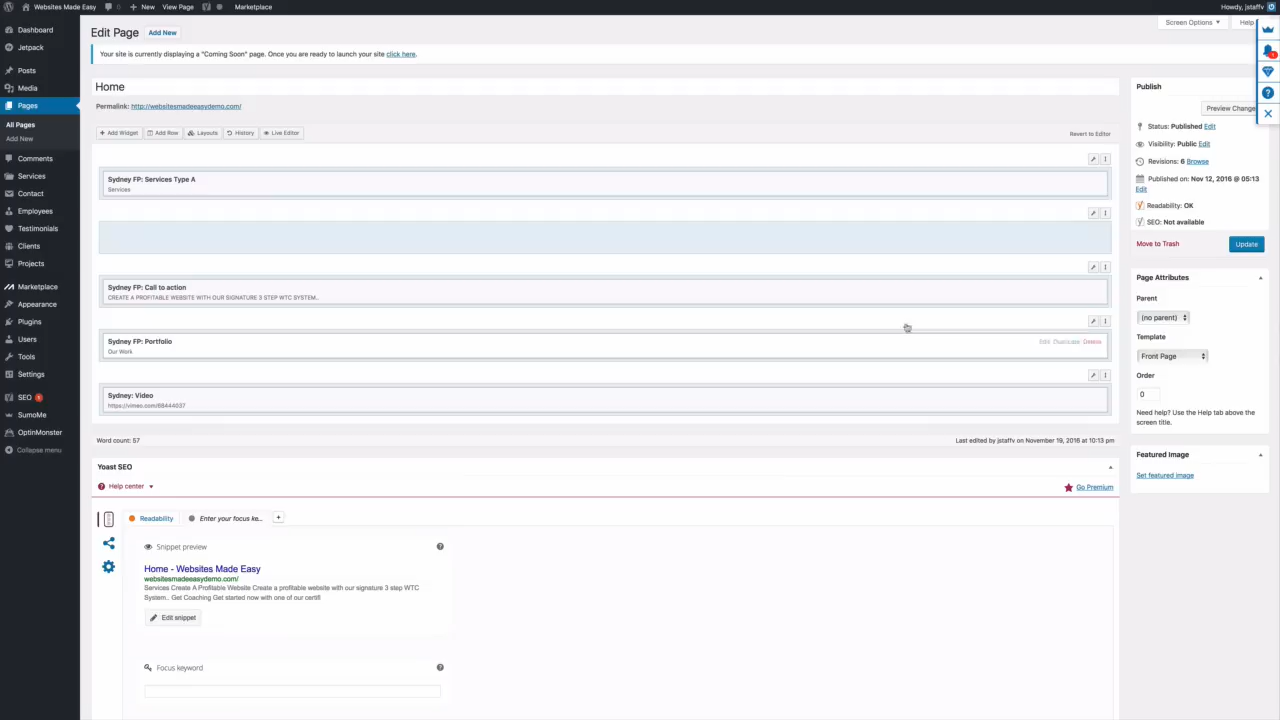 Websites Made Easy 0 New View Page Marketplace Howdy, jstaffv
Dashboard
Jetpack
Posts
Media
Pages
All Pages
Add New
Comments
Services
Contact
Employees
Testimonials
Clients
Projects
Marketplace
Appearance
Plugins
Users
Tools
Settings
SEO 1
SumoMe
OptinMonster
Collapse menu
Screen Options Help
Edit Page Add New
Your site is currently displaying a "Coming Soon" page. Once you are ready to launch your site click here.
Home
Permalink: http://websitesmadeeasydemo.com/
Add Widget Add Row Layouts History Live Editor Revert to Editor
Sydney FP: Services Type A
Services
Sydney FP: Call to action
CREATE A PROFITABLE WEBSITE WITH OUR SIGNATURE 3 STEP WTC SYSTEM...
Sydney FP: Portfolio
Our Work
Edit Duplicate Delete
Sydney: Video
https://vimeo.com/68444037
Word count: 57 Last edited by jstaffv on November 19, 2016 at 10:13 pm
Yoast SEO
Help center
Go Premium
Readability Enter your focus ke...
Snippet preview
Home - Websites Made Easy
websitesmadeeasydemo.com/
Services Create A Profitable Website Create a profitable website with our signature 3 step WTC
System.. Get Coaching Get started now with one of our certifi
Edit snippet
Focus keyword
Publish
Preview Change
Status: Published Edit
Visibility: Public Edit
Revisions: 6 Browse
Published on: Nov 12, 2016 @ 05:13
Edit
Readability: OK
SEO: Not available
Move to Trash Update
Page Attributes
Parent
(no parent)
Template
Front Page
Order
0
Need help? Use the Help tab above the
screen title.
Featured Image
Set featured image